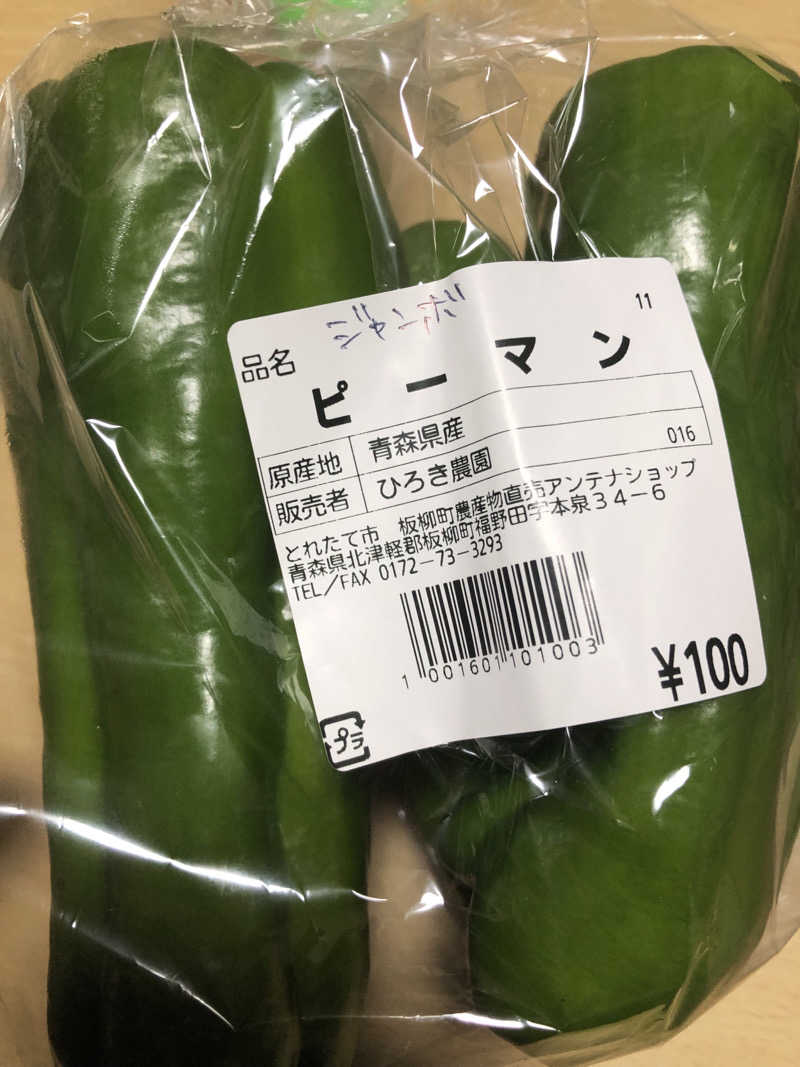 ジャンボ
11
品名
ピーマン
原産地 青森県産
販売者 ひろき農園 016
とれたて市 板柳町農産物直売アンテナショップ
青森県北津軽郡板柳町福野田字本泉34-6
TEL/FAX 0172-73-3293
1 001601 101003
¥100
プラ